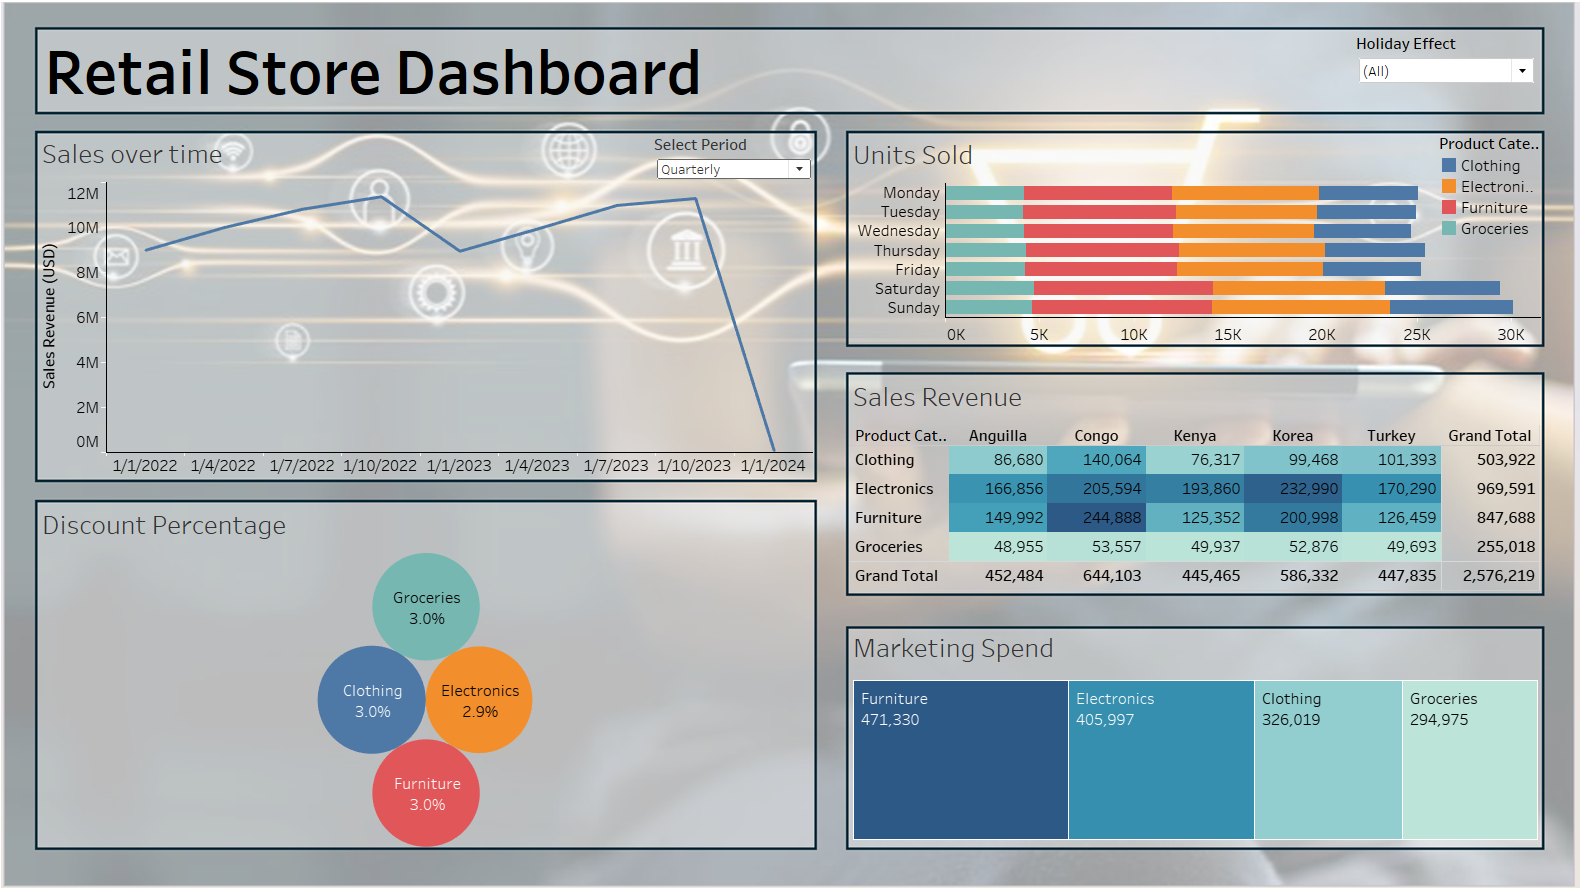 Retail Store Dashboard
Holiday Effect
(All)
Sales over time
Select Period
Quarterly
Sales Revenue (USD)
12M
10M
8M
6M
4M
2M
0M
1/1/2022 1/4/2022 1/7/2022 1/10/2022 1/1/2023 1/4/2023 1/7/2023 1/10/2023 1/1/2024
Units Sold
Product Cate..
Clothing
Electroni..
Furniture
Groceries
Monday
Tuesday
Wednesday
Thursday
Friday
Saturday
Sunday
0K 5K 10K 15K 20K 25K 30K
Sales Revenue
Product Cat.. Anguilla Congo Kenya Korea Turkey Grand Total
Clothing 86,680 140,064 76,317 99,468 101,393 503,922
Electronics 166,856 205,594 193,860 232,990 170,290 969,591
Furniture 149,992 244,888 125,352 200,998 126,459 847,688
Groceries 48,955 53,557 49,937 52,876 49,693 255,018
Grand Total 452,484 644,103 445,465 586,332 447,835 2,576,219
Discount Percentage
Groceries
3.0%
Clothing
3.0%
Electronics
2.9%
Furniture
3.0%
Marketing Spend
Furniture
471,330
Electronics
405,997
Clothing
326,019
Groceries
294,975